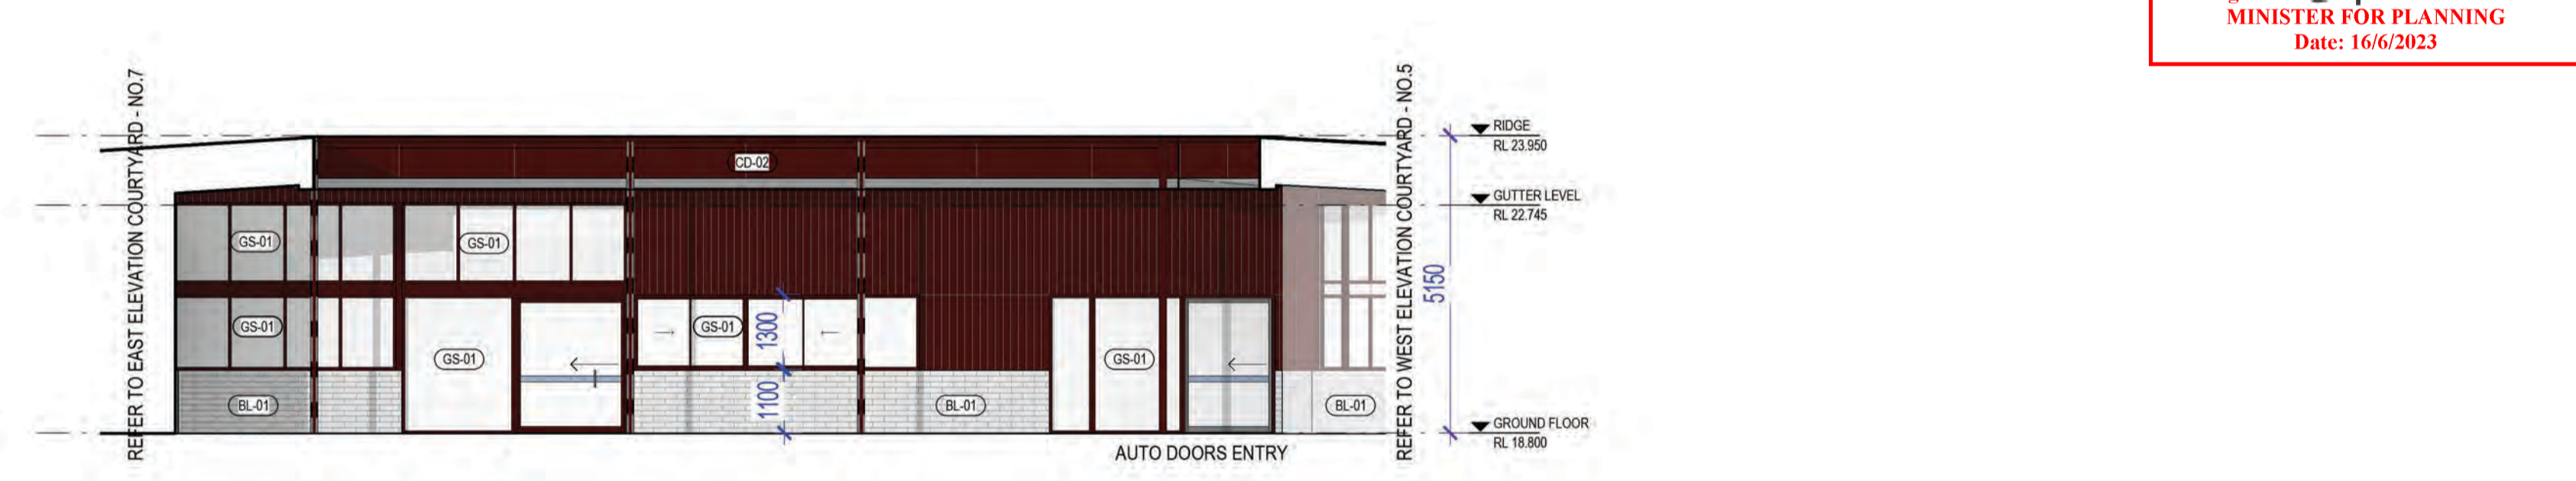 MINISTER FOR PLANNING
Date: 16/6/2023
REFER TO EAST ELEVATION COURTYARD - NO.7
REFER TO WEST ELEVATION COURTYARD - NO.5
RIDGE
RL 23.950
CD-02
GUTTER LEVEL
RL 22.745
GS-01
GS-01
5150
GS-01
GS-01
1300
GS-01
GS-01
BL-01
1100
BL-01
BL-01
GROUND FLOOR
RL 18.800
AUTO DOORS ENTRY